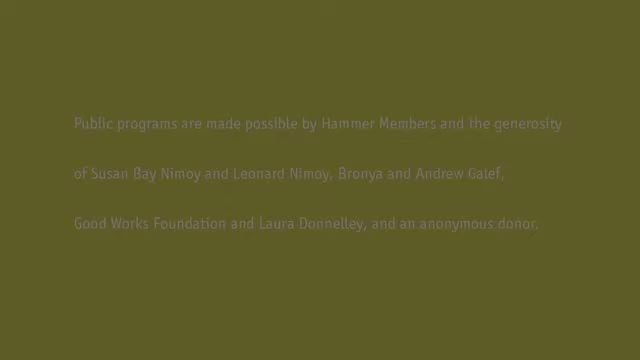 Public programs are made possible by Hammer Members and the generosity
of Susan Bay Nimoy and Leonard Nimoy, Bronya and Andrew Galef,
Good Works Foundation and Laura Donnelley, and an anonymous donor.